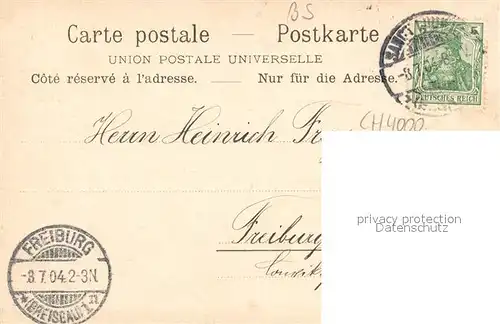 BS
Carte postale — Postkarte
UNION POSTALE UNIVERSELLE
Côté réservé à l'adresse. — Nur für die Adresse.
5
DEUTSCHES REICH
CH4000
Herrn Heinrich
privacy protection
Datenschutz
Freiburg
FREIBURG
-8.7.04.2-3N.
*(BREISGAU)1